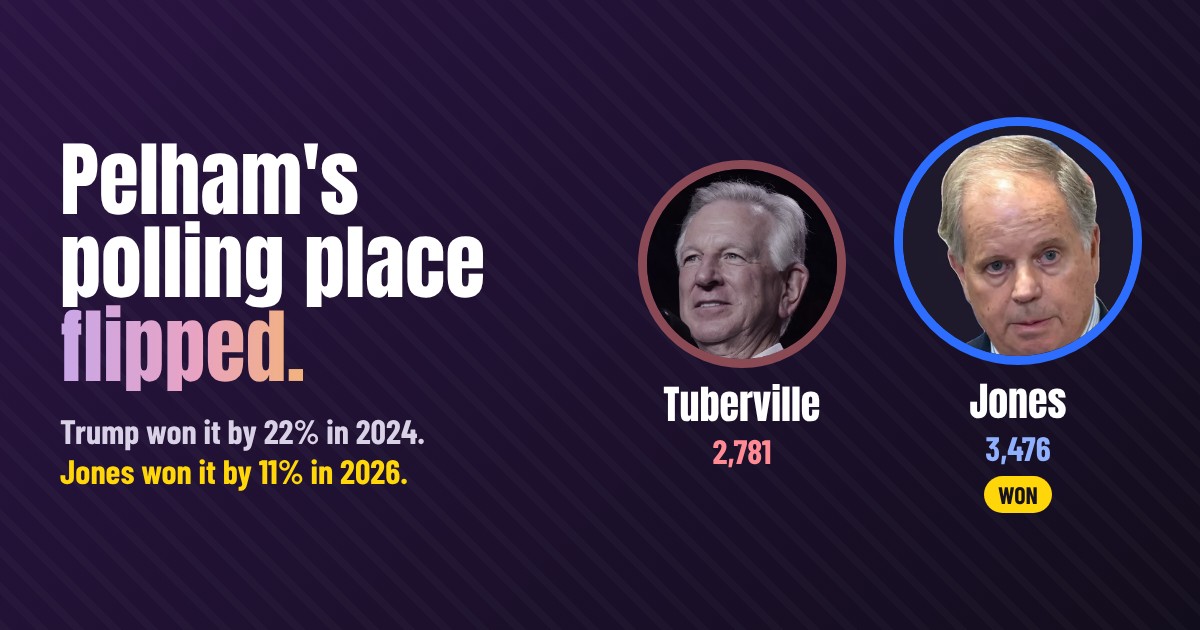 Pelham's
polling place
flipped.
Trump won it by 22% in 2024.
Jones won it by 11% in 2026.
Tuberville
2,781
Jones
3,476
WON